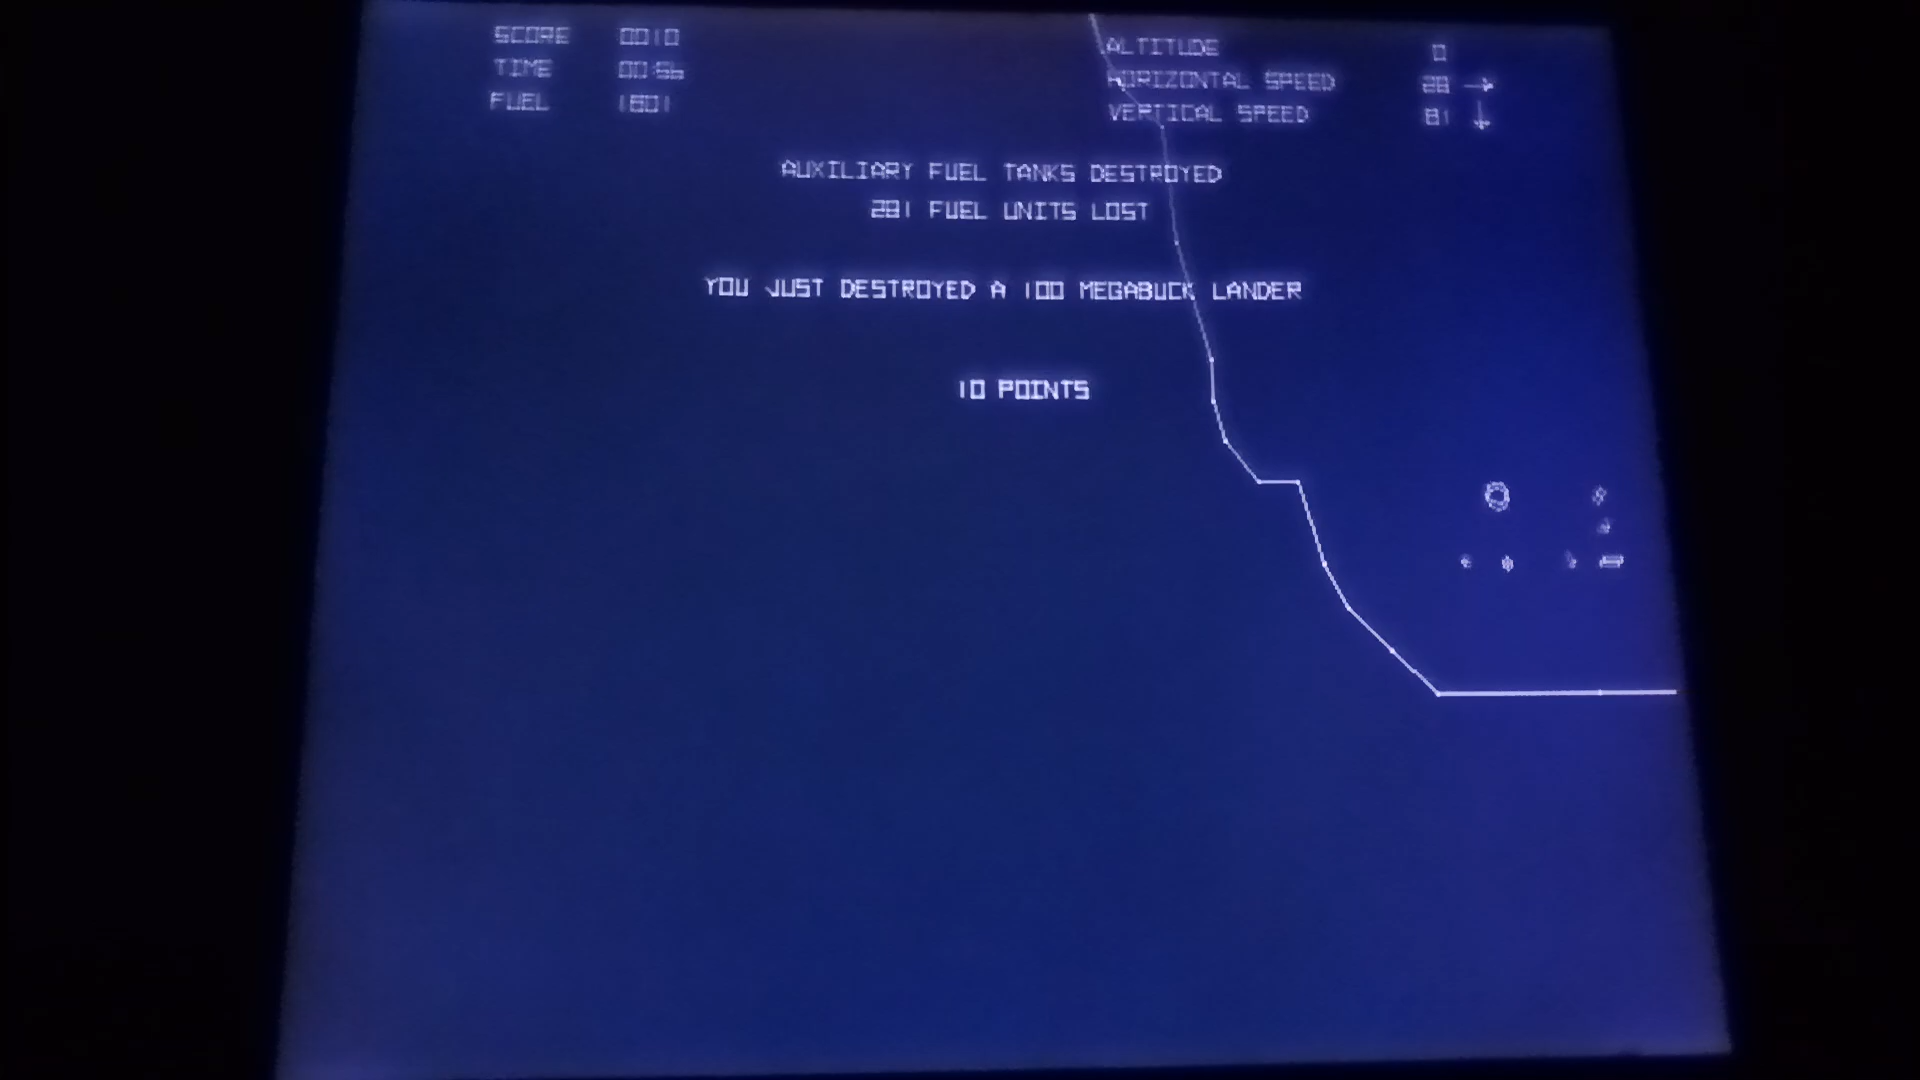 SCORE 0010
TIME 00:56
FUEL 1601
ALTITUDE 0
HORIZONTAL SPEED 28 →
VERTICAL SPEED 81 ↓
AUXILIARY FUEL TANKS DESTROYED
281 FUEL UNITS LOST
YOU JUST DESTROYED A 100 MEGABUCK LANDER
10 POINTS